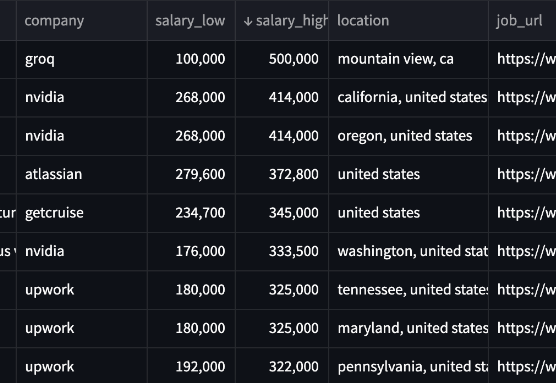 company salary_low ↓ salary_high location job_url
groq 100,000 500,000 mountain view, ca https://w
nvidia 268,000 414,000 california, united states https://w
nvidia 268,000 414,000 oregon, united states https://w
atlassian 279,600 372,800 united states https://w
tur getcruise 234,700 345,000 united states https://w
us nvidia 176,000 333,500 washington, united stat https://w
upwork 180,000 325,000 tennessee, united states https://w
upwork 180,000 325,000 maryland, united states https://w
upwork 192,000 322,000 pennsylvania, united sta https://w